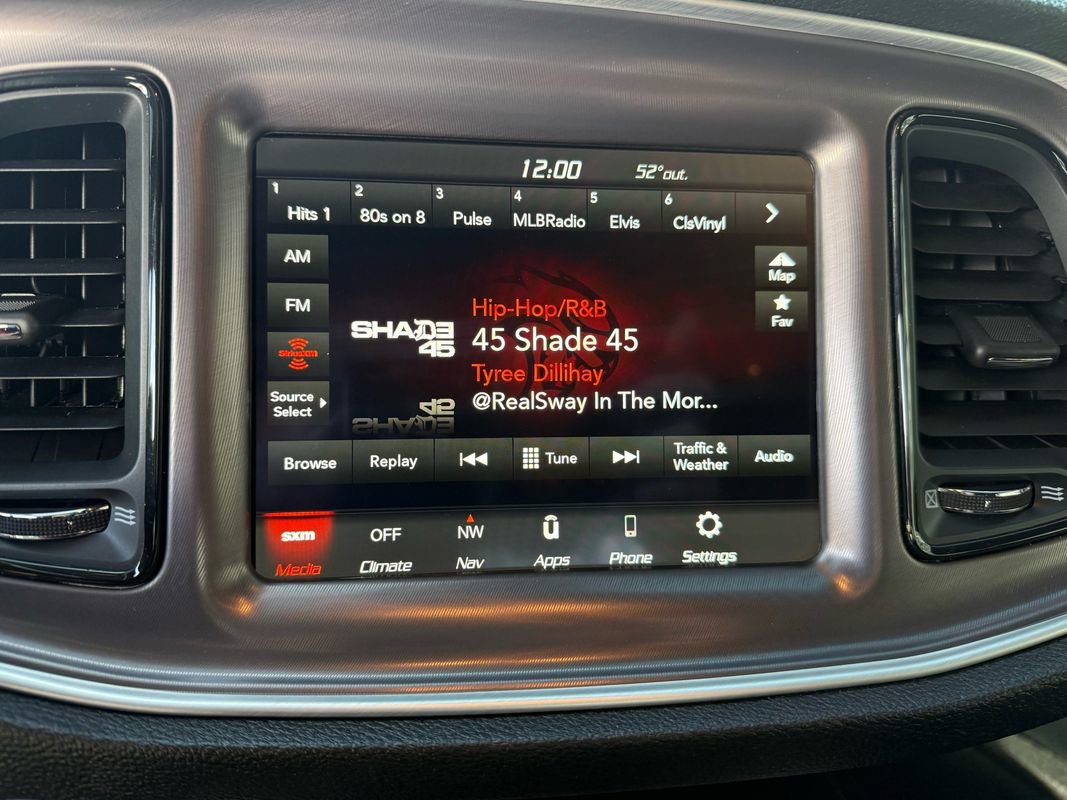 12:00 52°out.
1 2 3 4 5 6
Hits 1 80s on 8 Pulse MLBRadio Elvis ClsVinyl
AM
Map
FM
Fav
SiriusXM
Source
Select
Hip-Hop/R&B
SHADE
45
45 Shade 45
Tyree Dillihay
@RealSway In The Mor...
Browse Replay Tune Traffic &
Weather Audio
sxm OFF NW
Media Climate Nav Apps Phone Settings